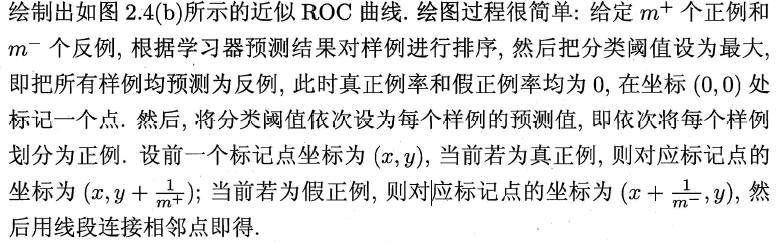 绘制出如图 2.4(b)所示的近似 ROC 曲线. 绘图过程很简单: 给定 m⁺ 个正例和
m⁻ 个反例, 根据学习器预测结果对样例进行排序, 然后把分类阈值设为最大,
即把所有样例均预测为反例, 此时真正例率和假正例率均为 0, 在坐标 (0,0) 处
标记一个点. 然后, 将分类阈值依次设为每个样例的预测值, 即依次将每个样例
划分为正例. 设前一个标记点坐标为 (x,y), 当前若为真正例, 则对应标记点的
坐标为 (x, y + 1/m⁺); 当前若为假正例, 则对应标记点的坐标为 (x + 1/m⁻, y), 然
后用线段连接相邻点即得.